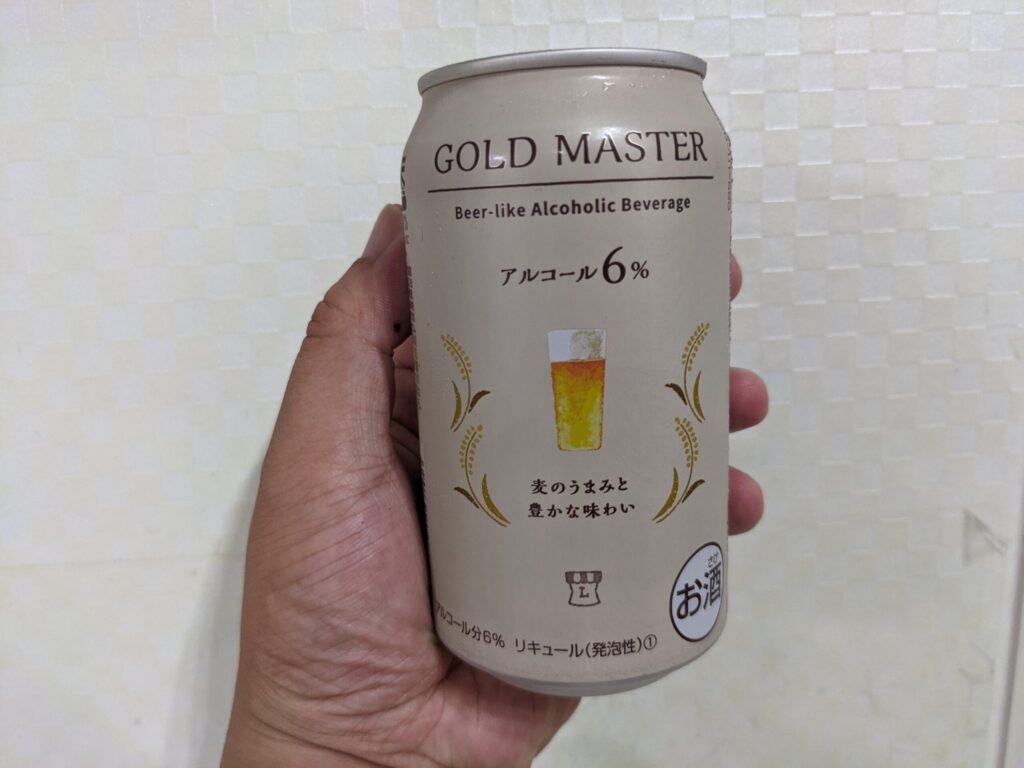 GOLD MASTER
Beer-like Alcoholic Beverage
アルコール6%
麦のうまみと
豊かな味わい
L
さけ
お酒
アルコール分6% リキュール(発泡性)①